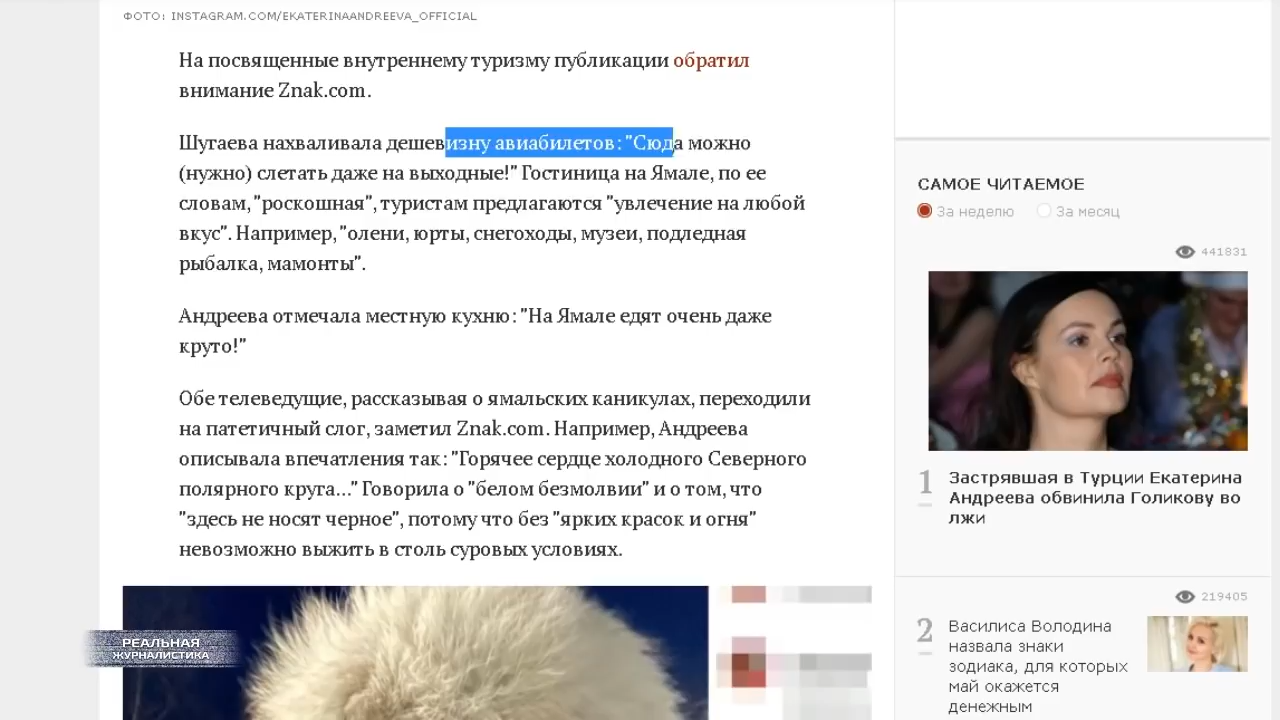 ФОТО: INSTAGRAM.COM/EKATERINAANDREEVA_OFFICIAL
На посвященные внутреннему туризму публикации обратил
внимание Znak.com.
Шугаева нахваливала дешевизну авиабилетов: "Сюда можно
(нужно) слетать даже на выходные!" Гостиница на Ямале, по ее
словам, "роскошная", туристам предлагаются "увлечение на любой
вкус". Например, "олени, юрты, снегоходы, музеи, подледная
рыбалка, мамонты".
Андреева отмечала местную кухню: "На Ямале едят очень даже
круто!"
Обе телеведущие, рассказывая о ямальских каникулах, переходили
на патетичный слог, заметил Znak.com. Например, Андреева
описывала впечатления так: "Горячее сердце холодного Северного
полярного круга..." Говорила о "белом безмолвии" и о том, что
"здесь не носят черное", потому что без "ярких красок и огня"
невозможно выжить в столь суровых условиях.
РЕАЛЬНАЯ
ЖУРНАЛИСТИКА
САМОЕ ЧИТАЕМОЕ
За неделю За месяц
441831
1 Застрявшая в Турции Екатерина
Андреева обвинила Голикову во
лжи
219405
2 Василиса Володина
назвала знаки
зодиака, для которых
май окажется
денежным